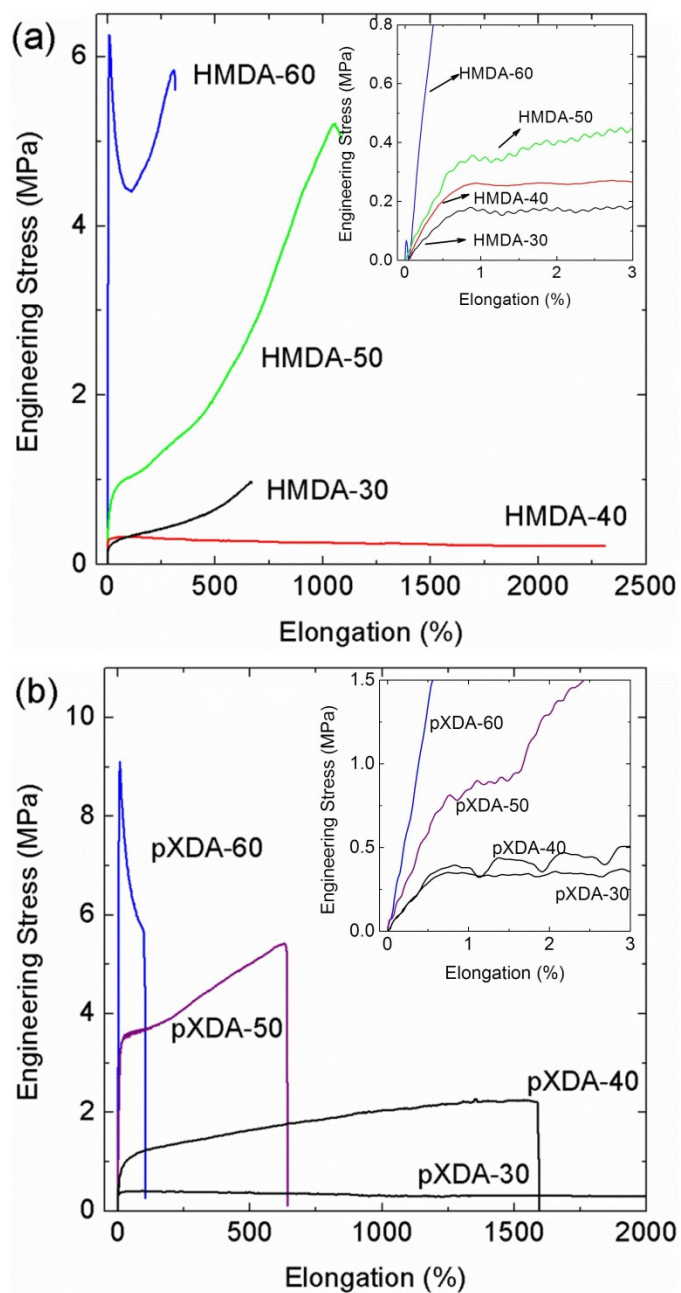 (a)
6
4
2
0
Engineering Stress (MPa)
HMDA-60
HMDA-50
HMDA-30
HMDA-40
0 500 1000 1500 2000 2500
Elongation (%)
0.8
0.6
0.4
0.2
0.0
Engineering Stress (MPa)
HMDA-60
HMDA-50
HMDA-40
HMDA-30
0 1 2 3
Elongation (%)
(b)
10
8
6
4
2
0
Engineering Stress (MPa)
pXDA-60
pXDA-50
pXDA-40
pXDA-30
0 500 1000 1500 2000
Elongation (%)
1.5
1.0
0.5
0.0
Engineering Stress (MPa)
pXDA-60
pXDA-50
pXDA-40
pXDA-30
0 1 2 3
Elongation (%)